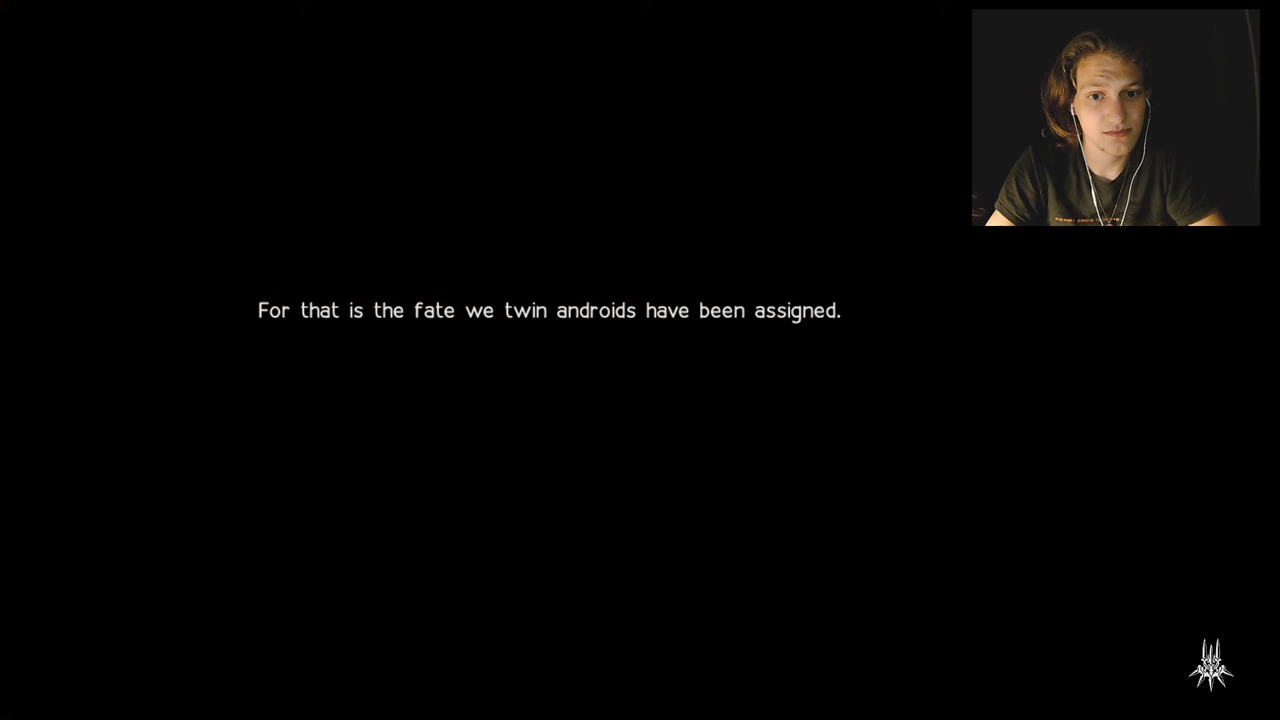 For that is the fate we twin androids have been assigned.